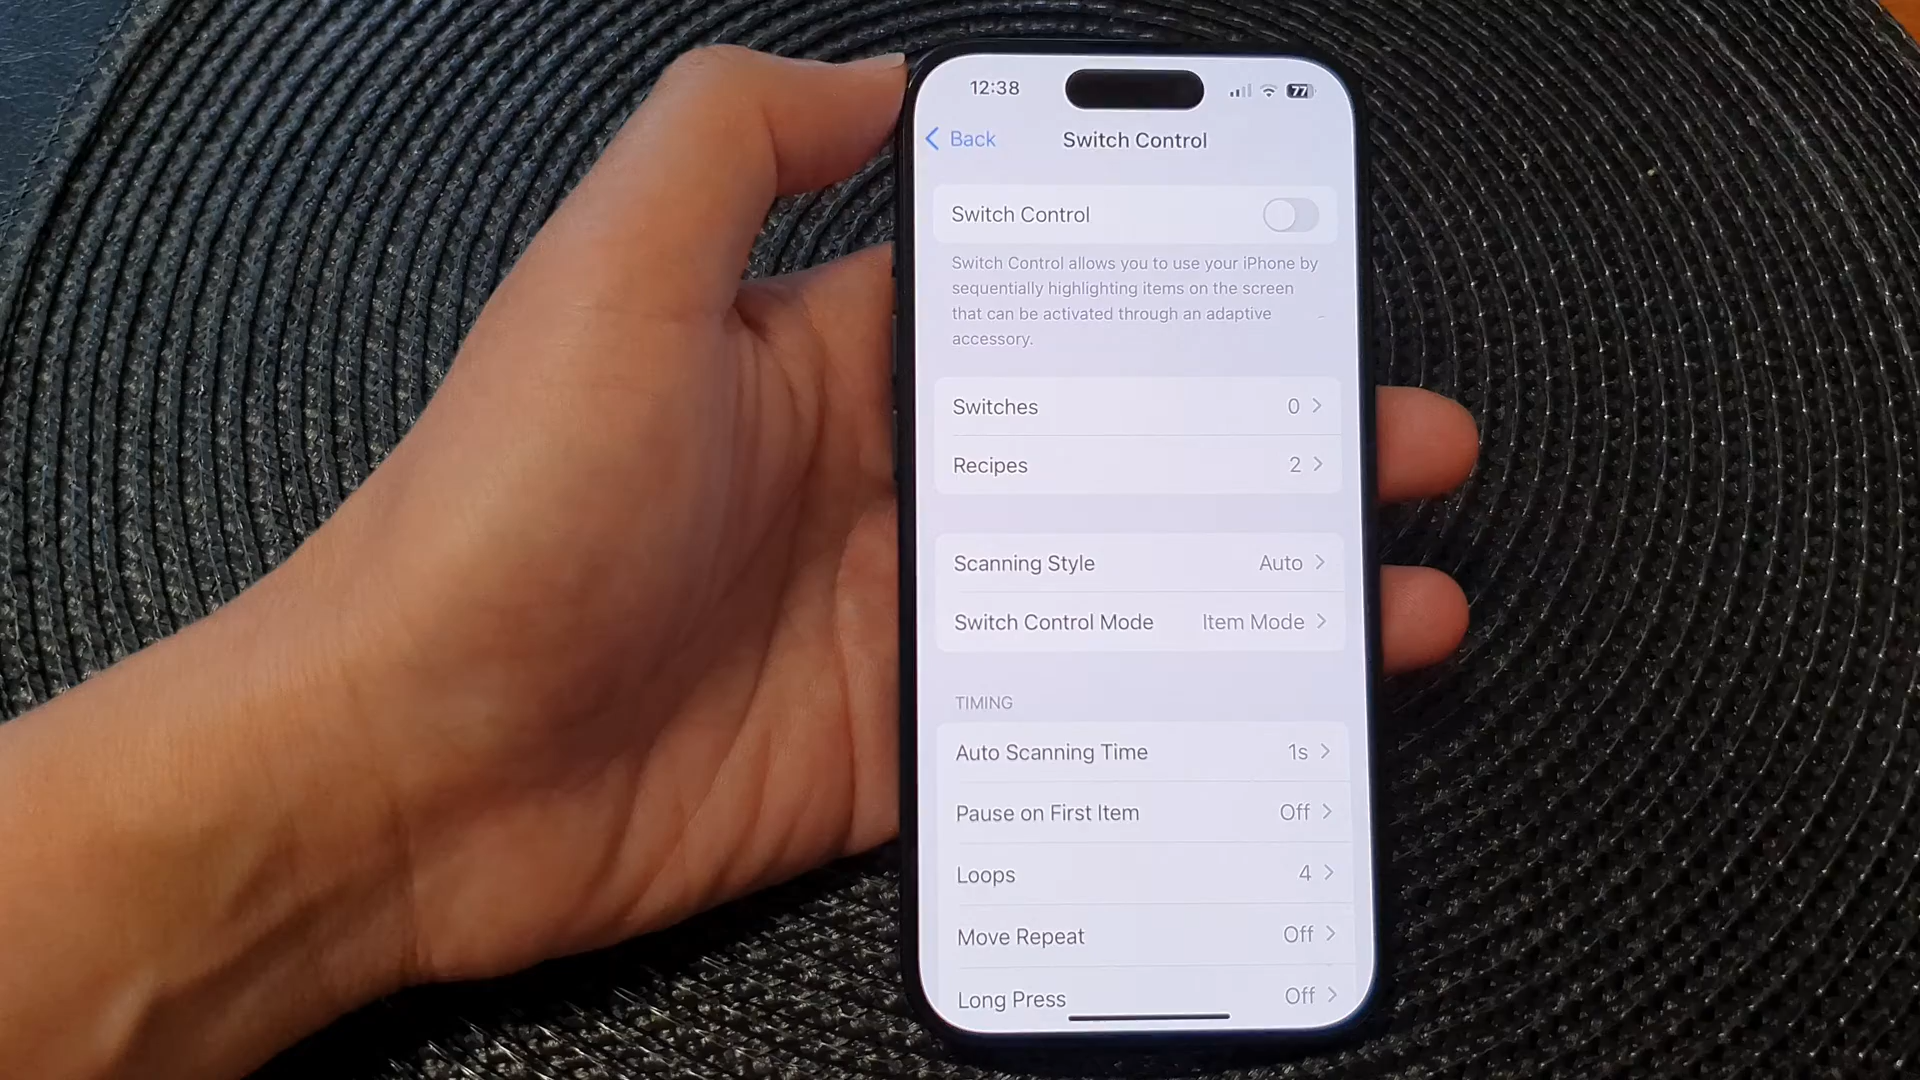 12:38
77
Back
Switch Control
Switch Control
Switch Control allows you to use your iPhone by
sequentially highlighting items on the screen
that can be activated through an adaptive
accessory.
Switches 0
Recipes 2
Scanning Style Auto
Switch Control Mode Item Mode
TIMING
Auto Scanning Time 1s
Pause on First Item Off
Loops 4
Move Repeat Off
Long Press Off